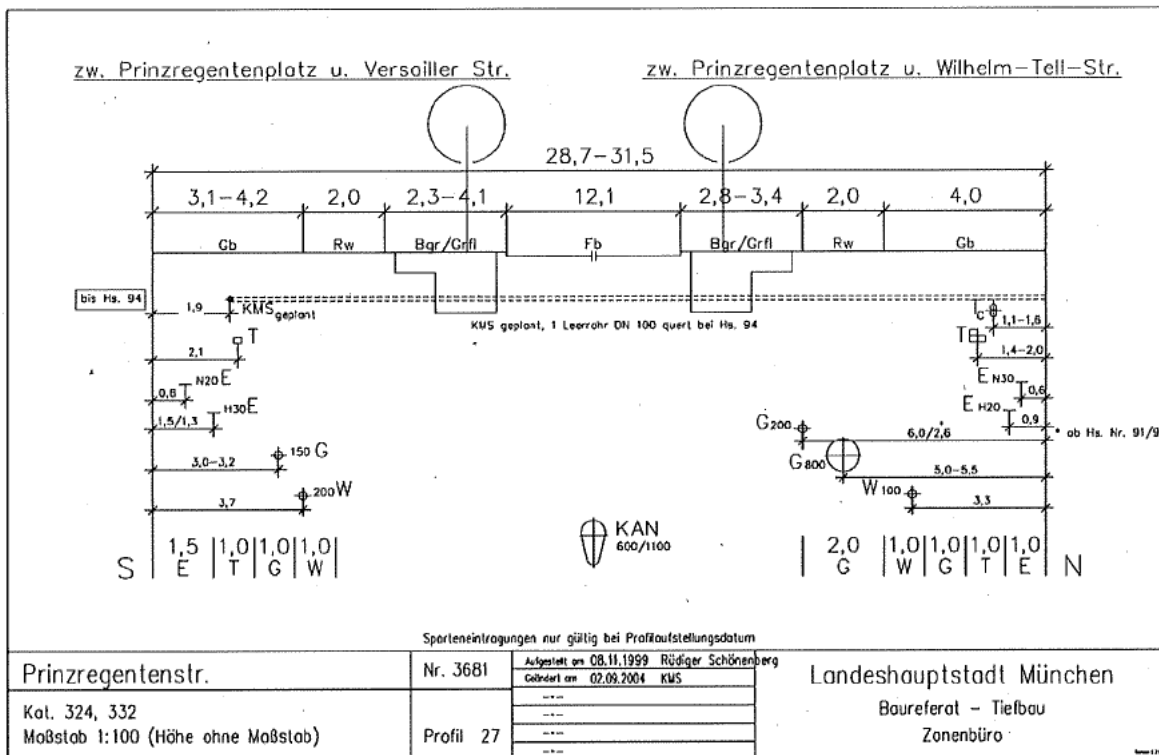 zw. Prinzregentenplatz u. Versailler Str.
zw. Prinzregentenplatz u. Wilhelm-Tell-Str.
28,7-31,5
3,1-4,2 2,0 2,3-4,1 12,1 2,8-3,4 2,0 4,0
Gb Rw Bgr/Grfl Fb Bgr/Grfl Rw Gb
bis Hs. 94
1,9 KMS geplant
KMS geplant, 1 Leerrohr DN 100 quert bei Hs. 94
1,1-1,6
T
2,1
T
1,4-2,0
N20 E
0,8
E N30
0,6
H30 E
1,5/1,3
E H20
0,9
G 200
6,0/2,6
* ab Hs. Nr.
150 G
3,0-3,2
G 800
5,0-5,5
200 W
3,7
W 100
3,3
KAN
600/1100
S 1,5 1,0 1,0 1,0 2,0 1,0 1,0 1,0 1,0 N
E T G W G W G T E
Sparteneintragungen nur gültig bei Profilaufstellungsdatum
Prinzregentenstr.
Nr. 3681
Aufgestellt am 08.11.1999 Rüdiger Schönenberg
Geändert am 02.09.2004 KMS
Kat. 324, 332
Maßstab 1:100 (Höhe ohne Maßstab)
Profil 27
Landeshauptstadt München
Baureferat - Tiefbau
Zonenbüro